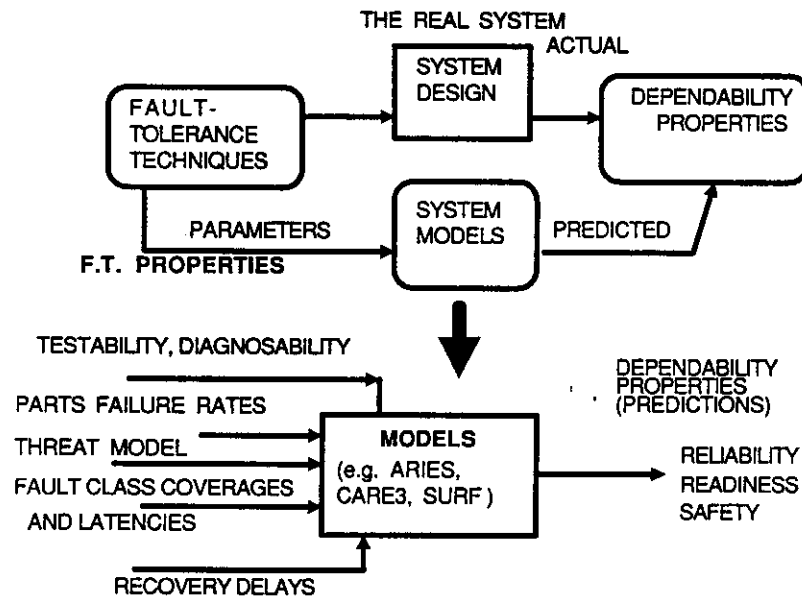 THE REAL SYSTEM
ACTUAL
SYSTEM
DESIGN
FAULT-
TOLERANCE
TECHNIQUES
DEPENDABILITY
PROPERTIES
SYSTEM
MODELS
PARAMETERS
PREDICTED
F.T. PROPERTIES
TESTABILITY, DIAGNOSABILITY
PARTS FAILURE RATES
THREAT MODEL
FAULT CLASS COVERAGES
AND LATENCIES
RECOVERY DELAYS
MODELS
(e.g. ARIES,
CARE3, SURF)
DEPENDABILITY
PROPERTIES
(PREDICTIONS)
RELIABILITY
READINESS
SAFETY